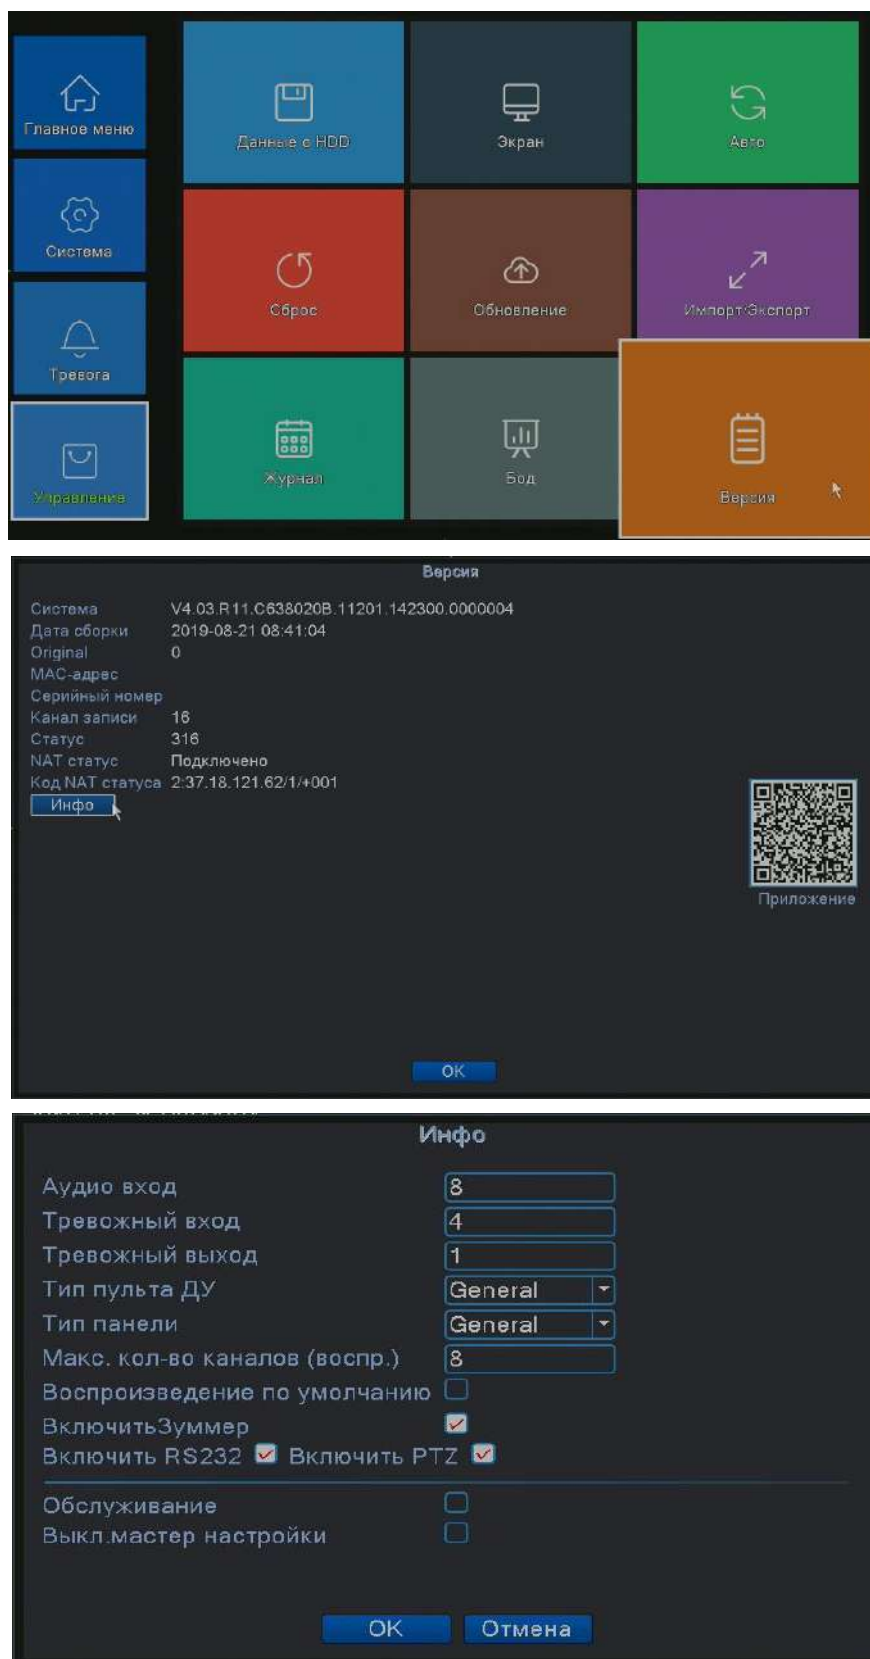 Главное меню
Данные о HDD
Экран
Авто
Система
Сброс
Обновление
Импорт/Экспорт
Тревога
Журнал
Бод
Версия
Управление
Версия
Система V4.03.R11.C638020B.11201.142300.0000004
Дата сборки 2019-08-21 08:41:04
Original 0
МАС-адрес
Серийный номер
Канал записи 16
Статус 316
NAT статус Подключено
Код NAT статуса 2:37.18.121.62/1/+001
Инфо
Приложение
OK
Инфо
Аудио вход 8
Тревожный вход 4
Тревожный выход 1
Тип пульта ДУ General
Тип панели General
Макс. кол-во каналов (воспр.) 8
Воспроизведение по умолчанию
ВключитьЗуммер
Включить RS232 Включить PTZ
Обслуживание
Выкл.мастер настройки
OK Отмена